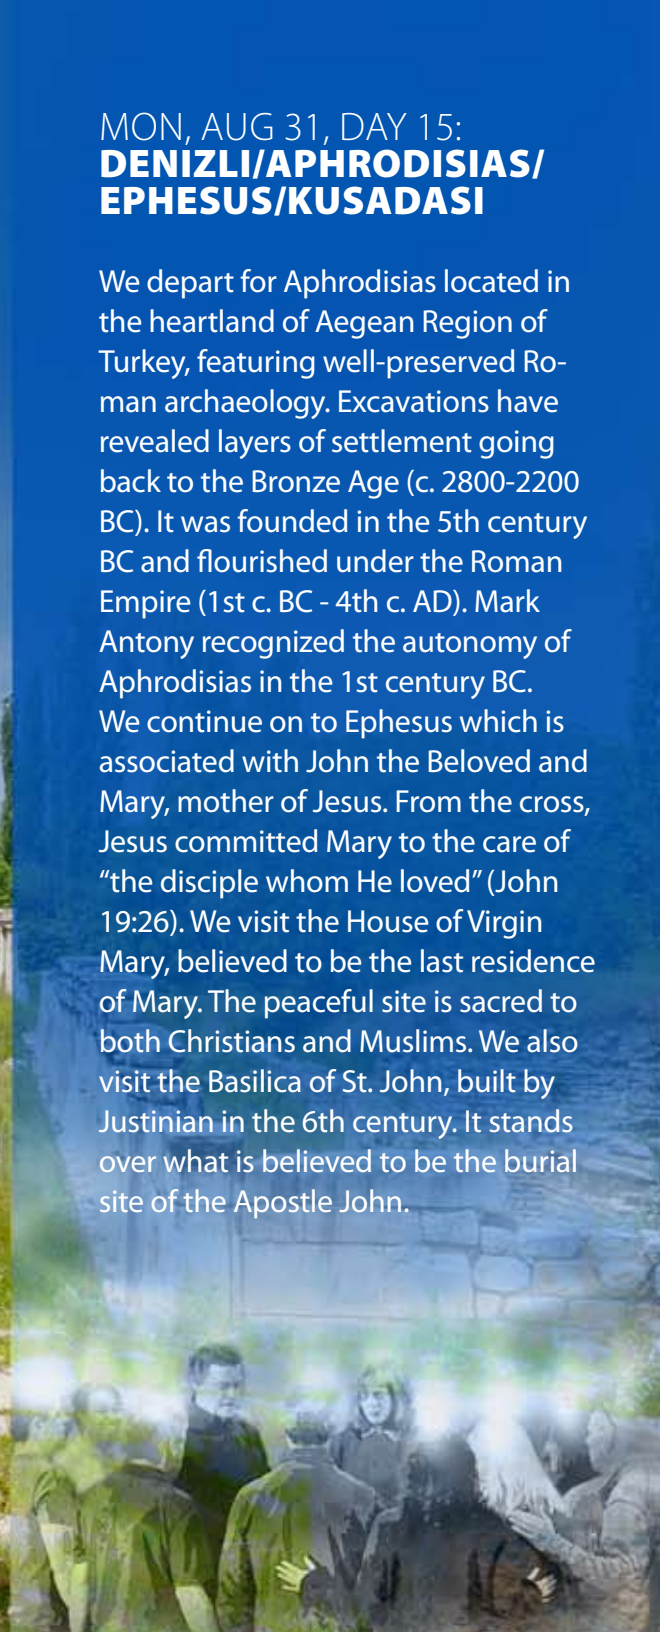 MON, AUG 31, DAY 15:
DENIZLI/APHRODISIAS/
EPHESUS/KUSADASI
We depart for Aphrodisias located in
the heartland of Aegean Region of
Turkey, featuring well-preserved Ro-
man archaeology. Excavations have
revealed layers of settlement going
back to the Bronze Age (c. 2800-2200
BC). It was founded in the 5th century
BC and flourished under the Roman
Empire (1st c. BC - 4th c. AD). Mark
Antony recognized the autonomy of
Aphrodisias in the 1st century BC.
We continue on to Ephesus which is
associated with John the Beloved and
Mary, mother of Jesus. From the cross,
Jesus committed Mary to the care of
“the disciple whom He loved” (John
19:26). We visit the House of Virgin
Mary, believed to be the last residence
of Mary. The peaceful site is sacred to
both Christians and Muslims. We also
visit the Basilica of St. John, built by
Justinian in the 6th century. It stands
over what is believed to be the burial
site of the Apostle John.